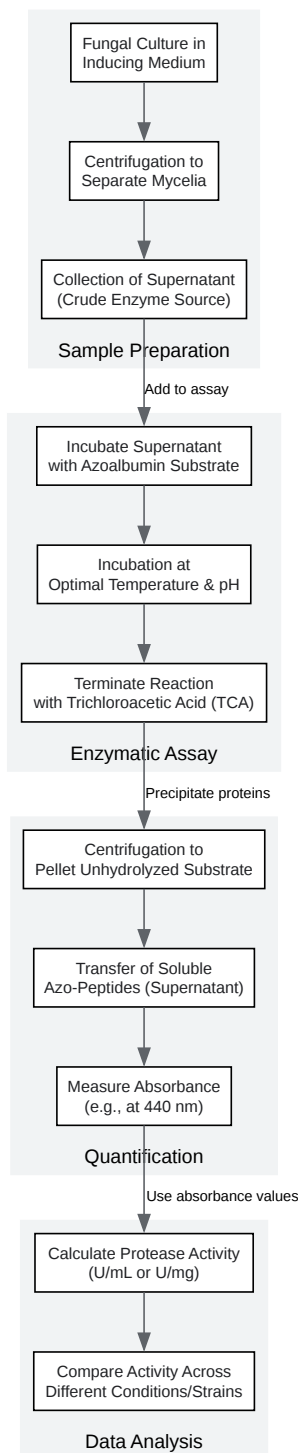 Fungal Culture in
Inducing Medium
Centrifugation to
Separate Mycelia
Collection of Supernatant
(Crude Enzyme Source)
Sample Preparation
Add to assay
Incubate Supernatant
with Azoalbumin Substrate
Incubation at
Optimal Temperature & pH
Terminate Reaction
with Trichloroacetic Acid (TCA)
Enzymatic Assay
Precipitate proteins
Centrifugation to
Pellet Unhydrolyzed Substrate
Transfer of Soluble
Azo-Peptides (Supernatant)
Measure Absorbance
(e.g., at 440 nm)
Quantification
Use absorbance values
Calculate Protease Activity
(U/mL or U/mg)
Compare Activity Across
Different Conditions/Strains
Data Analysis